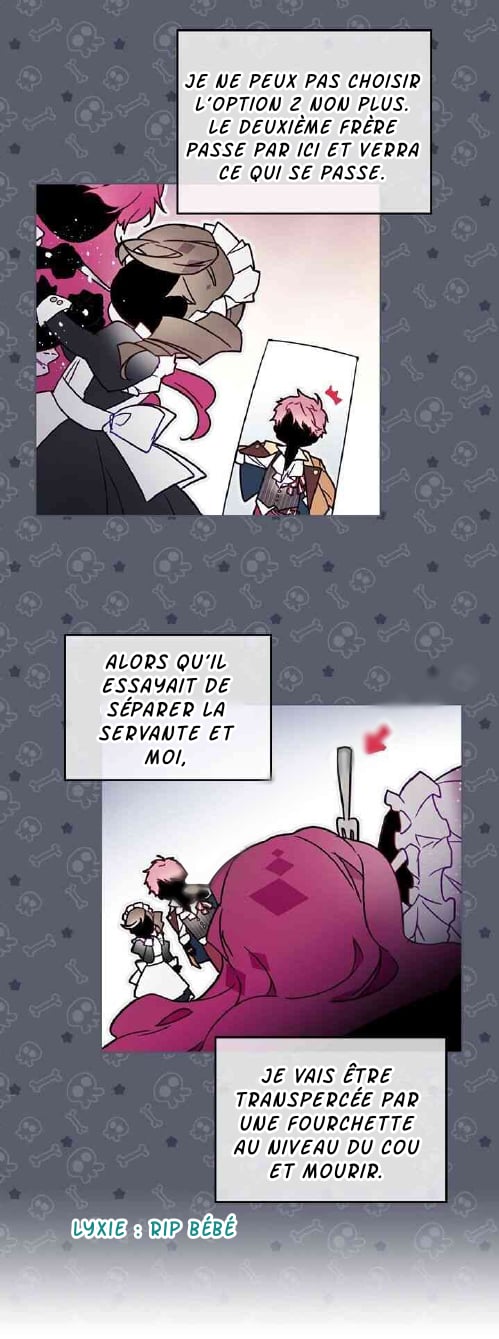 JE NE PEUX PAS CHOISIR
L'OPTION 2 NON PLUS.
LE DEUXIÈME FRÈRE
PASSE PAR ICI ET VERRA
CE QUI SE PASSE.
ALORS QU'IL
ESSAYAIT DE
SÉPARER LA
SERVANTE ET
MOI,
JE VAIS ÊTRE
TRANSPERCÉE PAR
UNE FOURCHETTE
AU NIVEAU DU COU
ET MOURIR.
LYXIE : RIP BÉBÉ